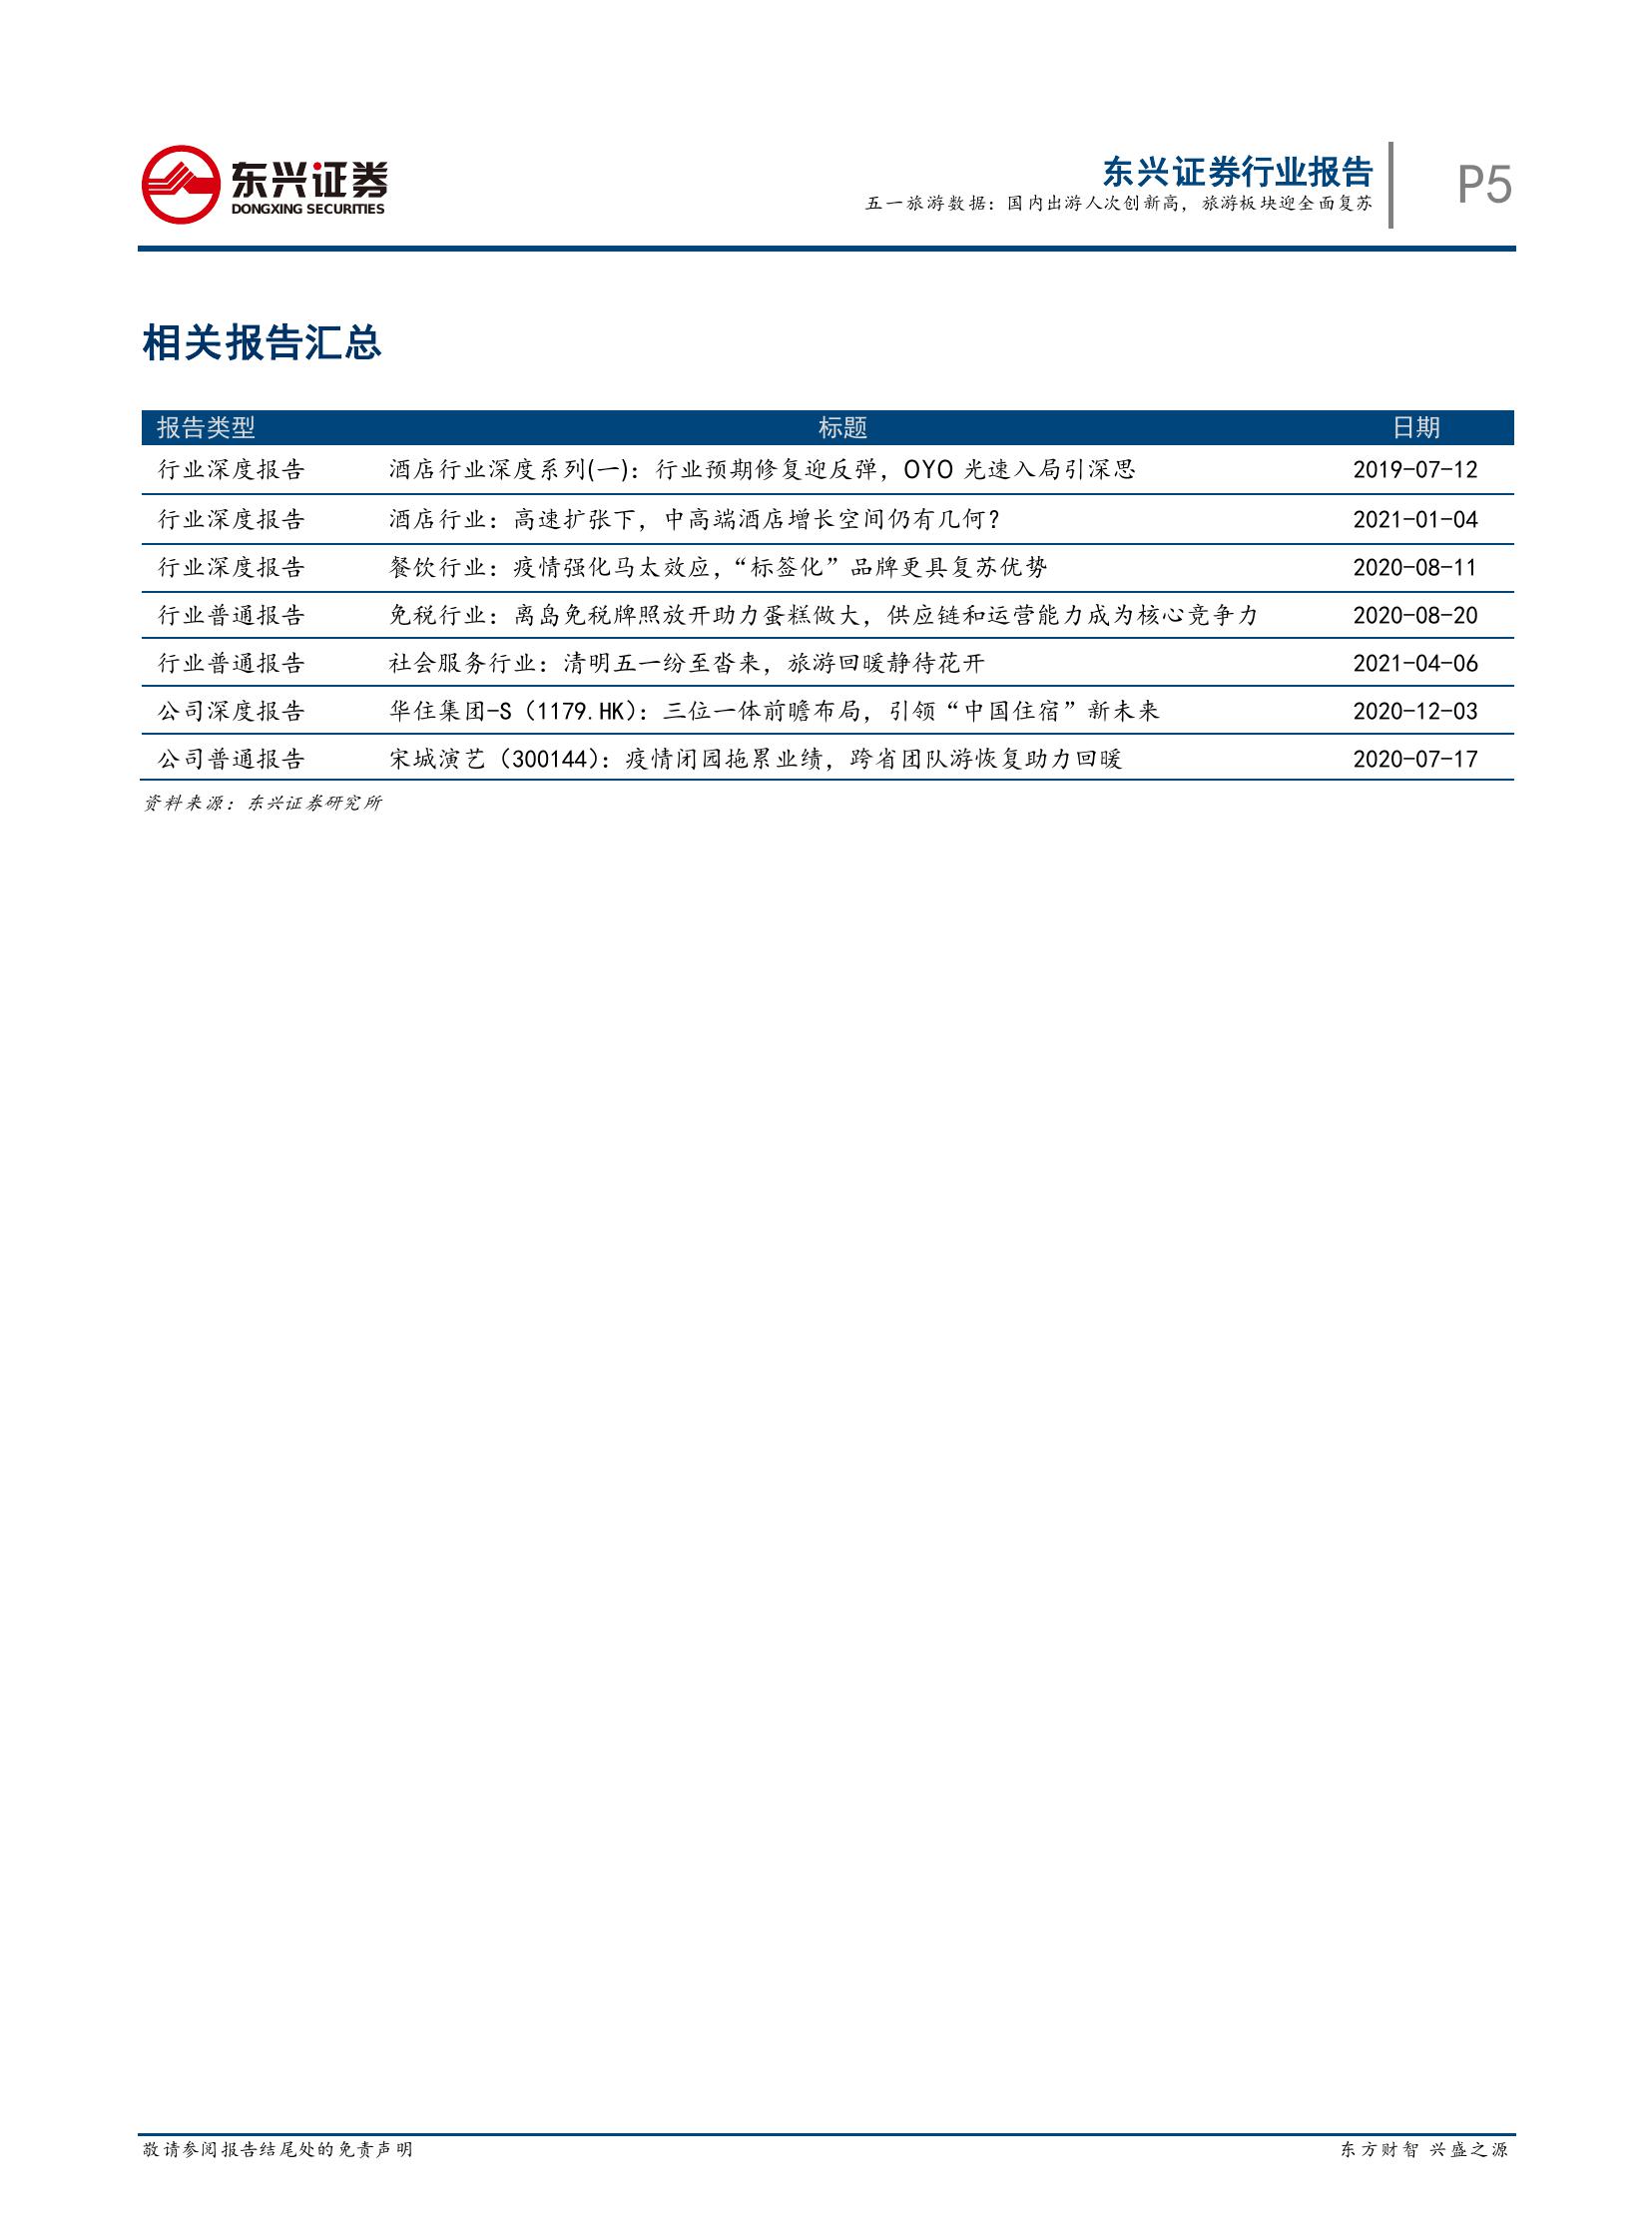 东兴证券
DONGXING SECURITIES
东兴证券行业报告
五一旅游数据：国内出游人次创新高，旅游板块迎全面复苏
P5
相关报告汇总
报告类型 标题 日期
行业深度报告 酒店行业深度系列(一)：行业预期修复迎反弹，OYO 光速入局引深思 2019-07-12
行业深度报告 酒店行业：高速扩张下，中高端酒店增长空间仍有几何？ 2021-01-04
行业深度报告 餐饮行业：疫情强化马太效应，“标签化”品牌更具复苏优势 2020-08-11
行业普通报告 免税行业：离岛免税牌照放开助力蛋糕做大，供应链和运营能力成为核心竞争力 2020-08-20
行业普通报告 社会服务行业：清明五一纷至沓来，旅游回暖静待花开 2021-04-06
公司深度报告 华住集团-S（1179.HK）：三位一体前瞻布局，引领“中国住宿”新未来 2020-12-03
公司普通报告 宋城演艺（300144）：疫情闭园拖累业绩，跨省团队游恢复助力回暖 2020-07-17
资料来源：东兴证券研究所
敬请参阅报告结尾处的免责声明
东方财智 兴盛之源